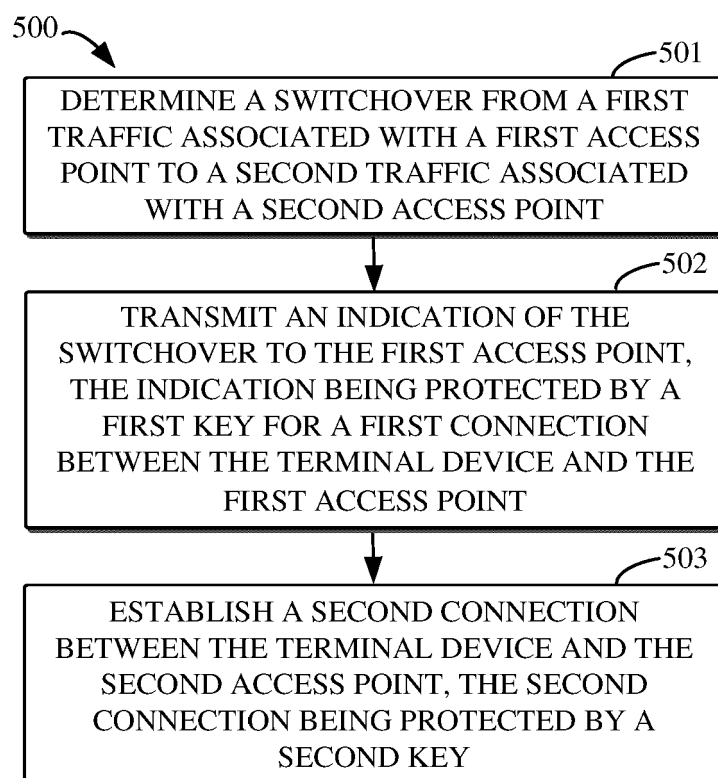 500
501
DETERMINE A SWITCHOVER FROM A FIRST
TRAFFIC ASSOCIATED WITH A FIRST ACCESS
POINT TO A SECOND TRAFFIC ASSOCIATED
WITH A SECOND ACCESS POINT
502
TRANSMIT AN INDICATION OF THE
SWITCHOVER TO THE FIRST ACCESS POINT,
THE INDICATION BEING PROTECTED BY A
FIRST KEY FOR A FIRST CONNECTION
BETWEEN THE TERMINAL DEVICE AND THE
FIRST ACCESS POINT
503
ESTABLISH A SECOND CONNECTION
BETWEEN THE TERMINAL DEVICE AND THE
SECOND ACCESS POINT, THE SECOND
CONNECTION BEING PROTECTED BY A
SECOND KEY